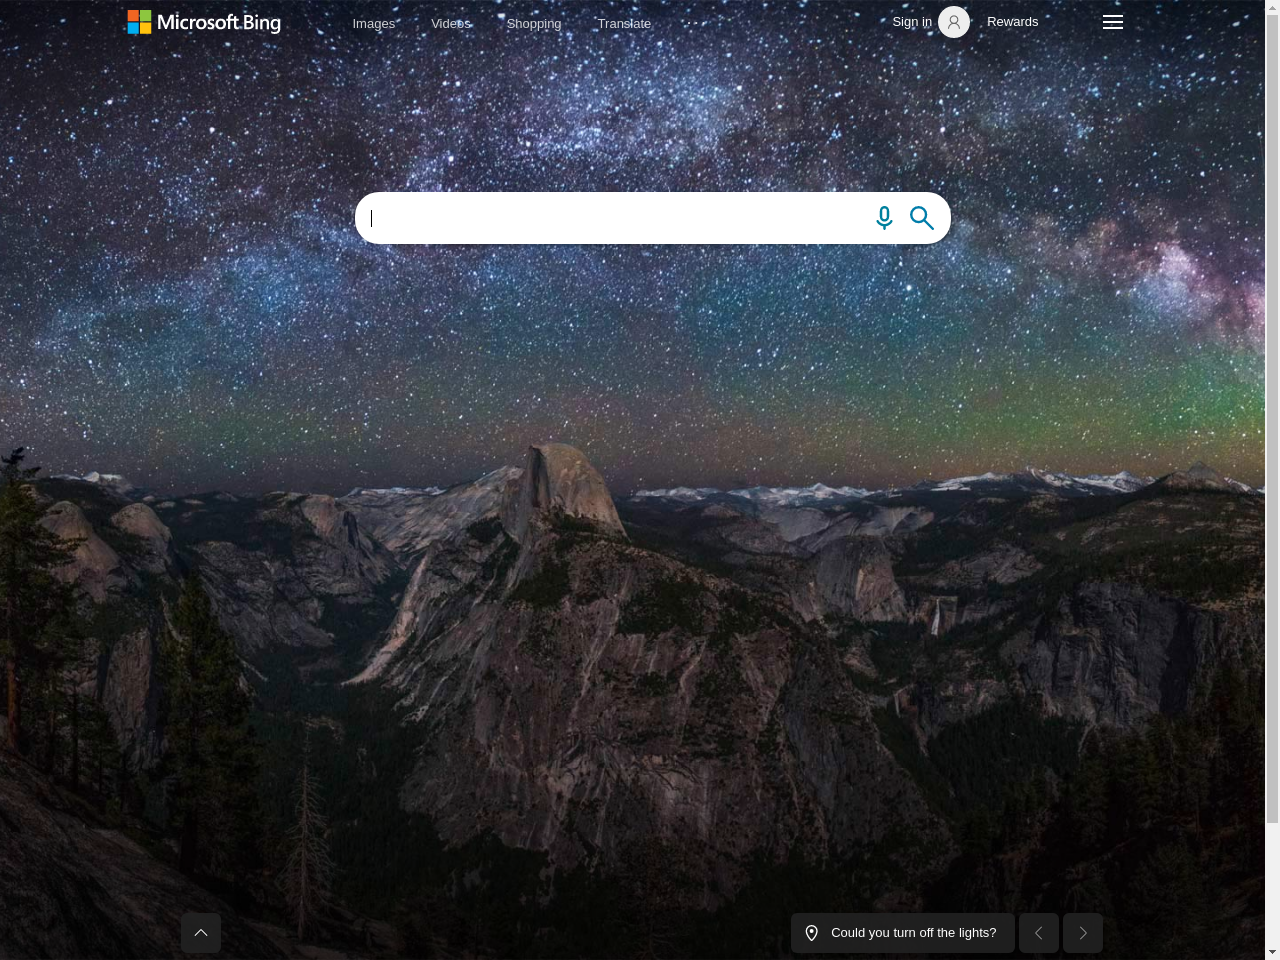 Microsoft Bing
Images
Videos
Shopping
Translate
Sign in
Rewards
Could you turn off the lights?